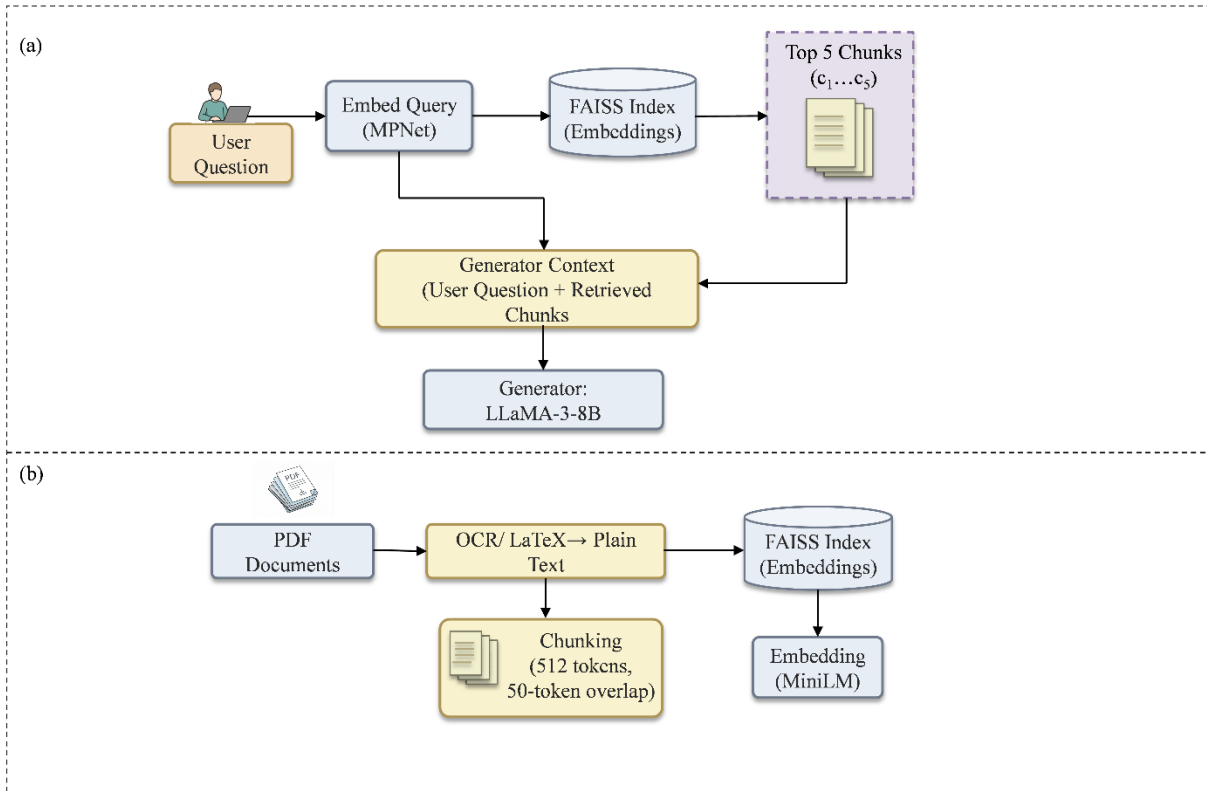 (a)
User
Question
Embed Query
(MPNet)
FAISS Index
(Embeddings)
Top 5 Chunks
(c₁…c₅)
Generator Context
(User Question + Retrieved
Chunks
Generator:
LLaMA-3-8B
(b)
PDF
PDF
Documents
OCR/ LaTeX→ Plain
Text
Chunking
(512 tokens,
50-token overlap)
FAISS Index
(Embeddings)
Embedding
(MiniLM)